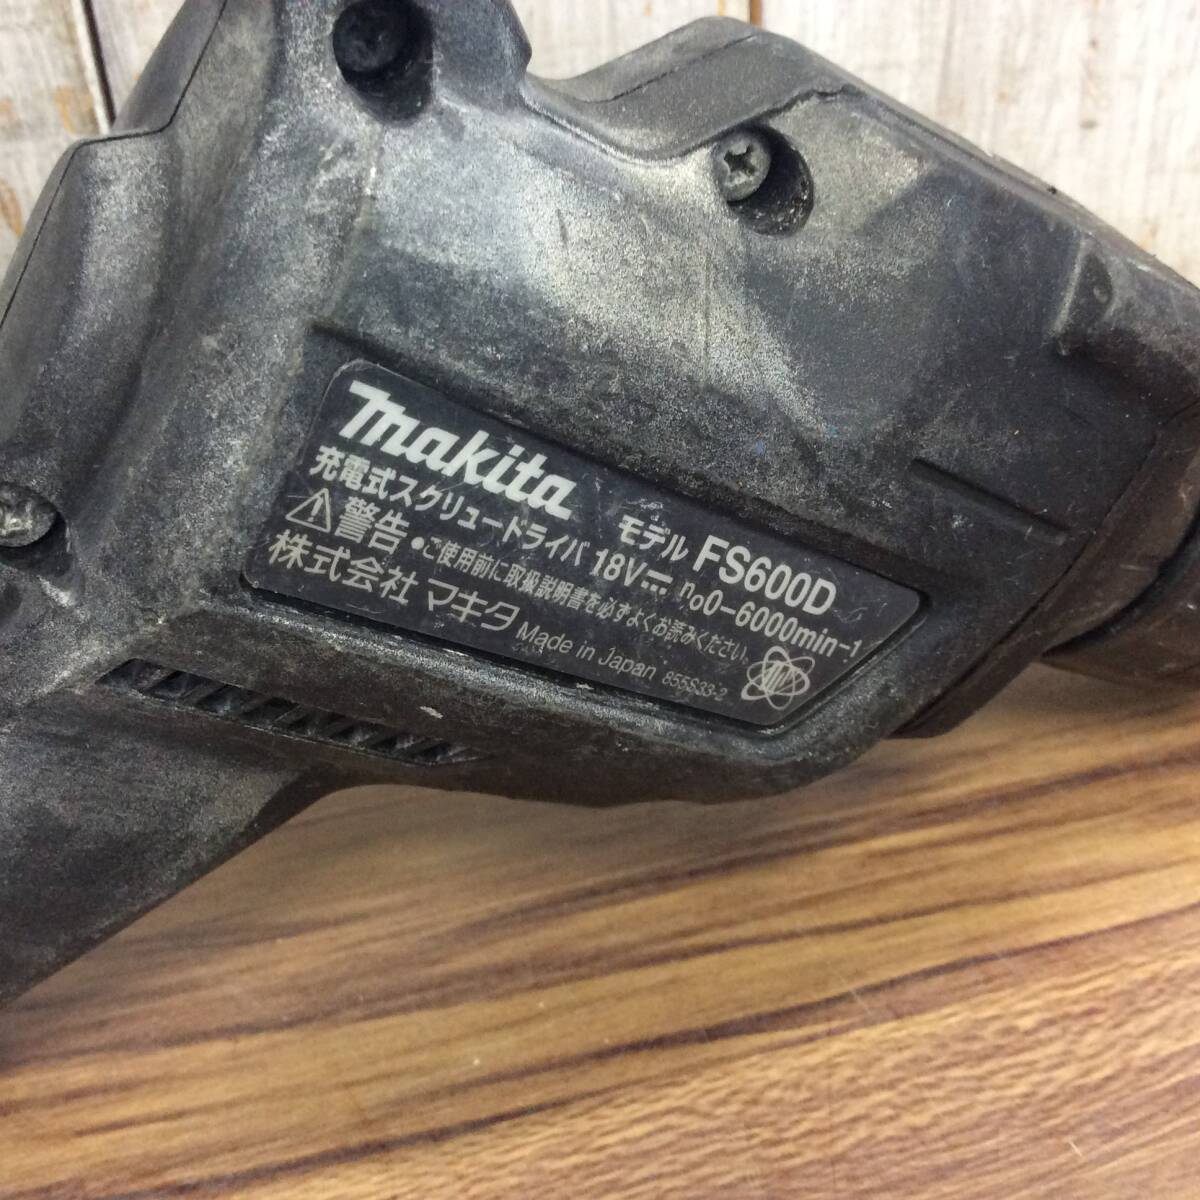 makita
モデル FS600D
充電式スクリュードライバ 18V⎓ n₀0-6000min-1
⚠警告 •ご使用前に取扱説明書を必ずよくお読みください。
株式会社 マキタ Made in Japan 855S33-2